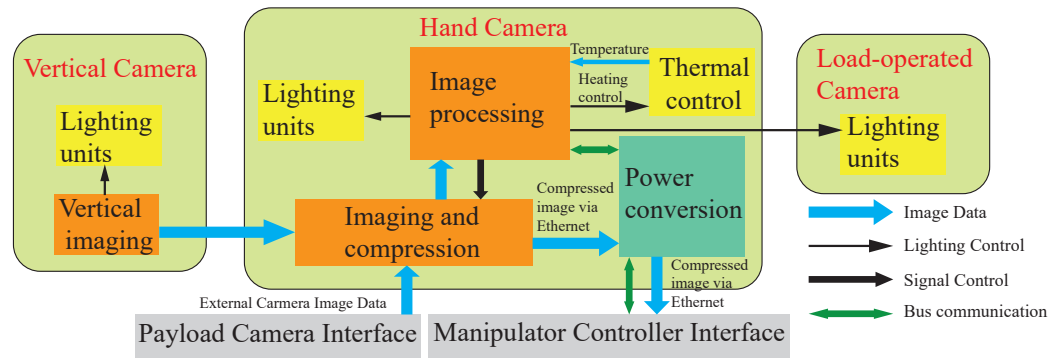 Vertical Camera
Lighting
units
Vertical
imaging
Hand Camera
Lighting
units
Image
processing
Temperature
Heating
control
Thermal
control
Imaging and
compression
Compressed
image via
Ethernet
Power
conversion
Compressed
image via
Ethernet
External Carmera Image Data
Payload Camera Interface
Manipulator Controller Interface
Load-operated
Camera
Lighting
units
Image Data
Lighting Control
Signal Control
Bus communication